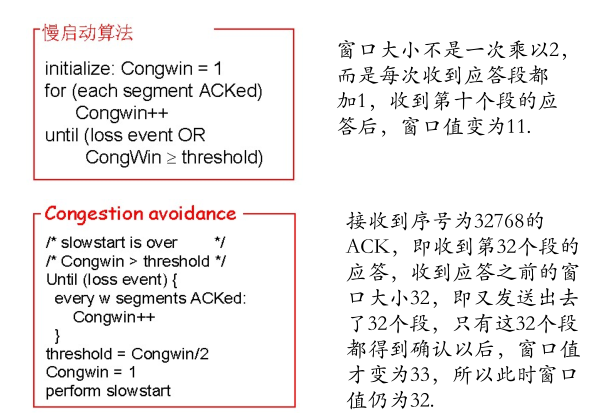 慢启动算法
initialize: Congwin = 1
for (each segment ACKed)
Congwin++
until (loss event OR
CongWin ≥ threshold)
窗口大小不是一次乘以2，
而是每次收到应答段都
加1，收到第十个段的应
答后，窗口值变为11.
Congestion avoidance
/* slowstart is over */
/* Congwin > threshold */
Until (loss event) {
every w segments ACKed:
Congwin++
}
threshold = Congwin/2
Congwin = 1
perform slowstart
接收到序号为32768的
ACK，即收到第32个段的
应答，收到应答之前的窗
口大小32，即又发送出去
了32个段，只有这32个段
都得到确认以后，窗口值
才变为33，所以此时窗口
值仍为32.